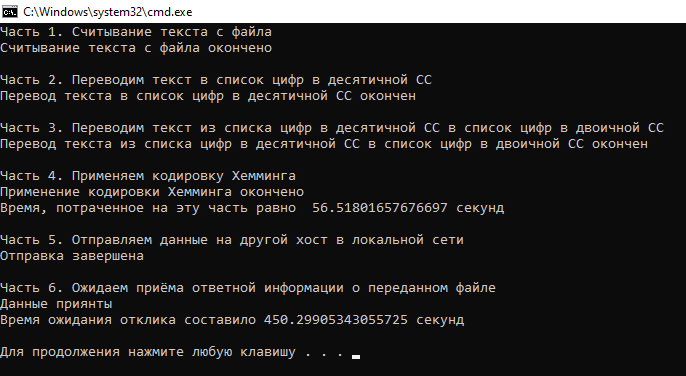 C:\Windows\system32\cmd.exe
Часть 1. Считывание текста с файла
Считывание текста с файла окончено
Часть 2. Переводим текст в список цифр в десятичной СС
Перевод текста в список цифр в десятичной СС окончен
Часть 3. Переводим текст из списка цифр в десятичной СС в список цифр в двоичной СС
Перевод текста из списка цифр в десятичной СС в список цифр в двоичной СС окончен
Часть 4. Применяем кодировку Хемминга
Применение кодировки Хемминга окончено
Время, потраченное на эту часть равно  56.51801657676697 секунд
Часть 5. Отправляем данные на другой хост в локальной сети
Отправка завершена
Часть 6. Ожидаем приёма ответной информации о переданном файле
Данные приянты
Время ожидания отклика составило 450.29905343055725 секунд
Для продолжения нажмите любую клавишу . . .